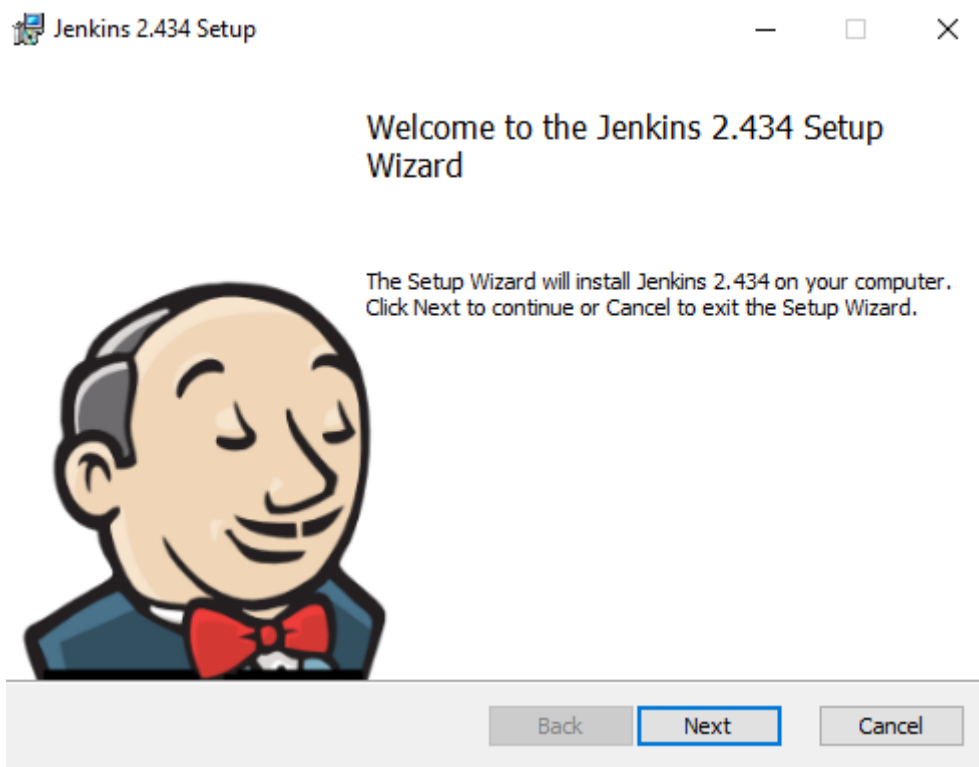 Jenkins 2.434 Setup
Welcome to the Jenkins 2.434 Setup
Wizard
The Setup Wizard will install Jenkins 2.434 on your computer.
Click Next to continue or Cancel to exit the Setup Wizard.
Back
Next
Cancel